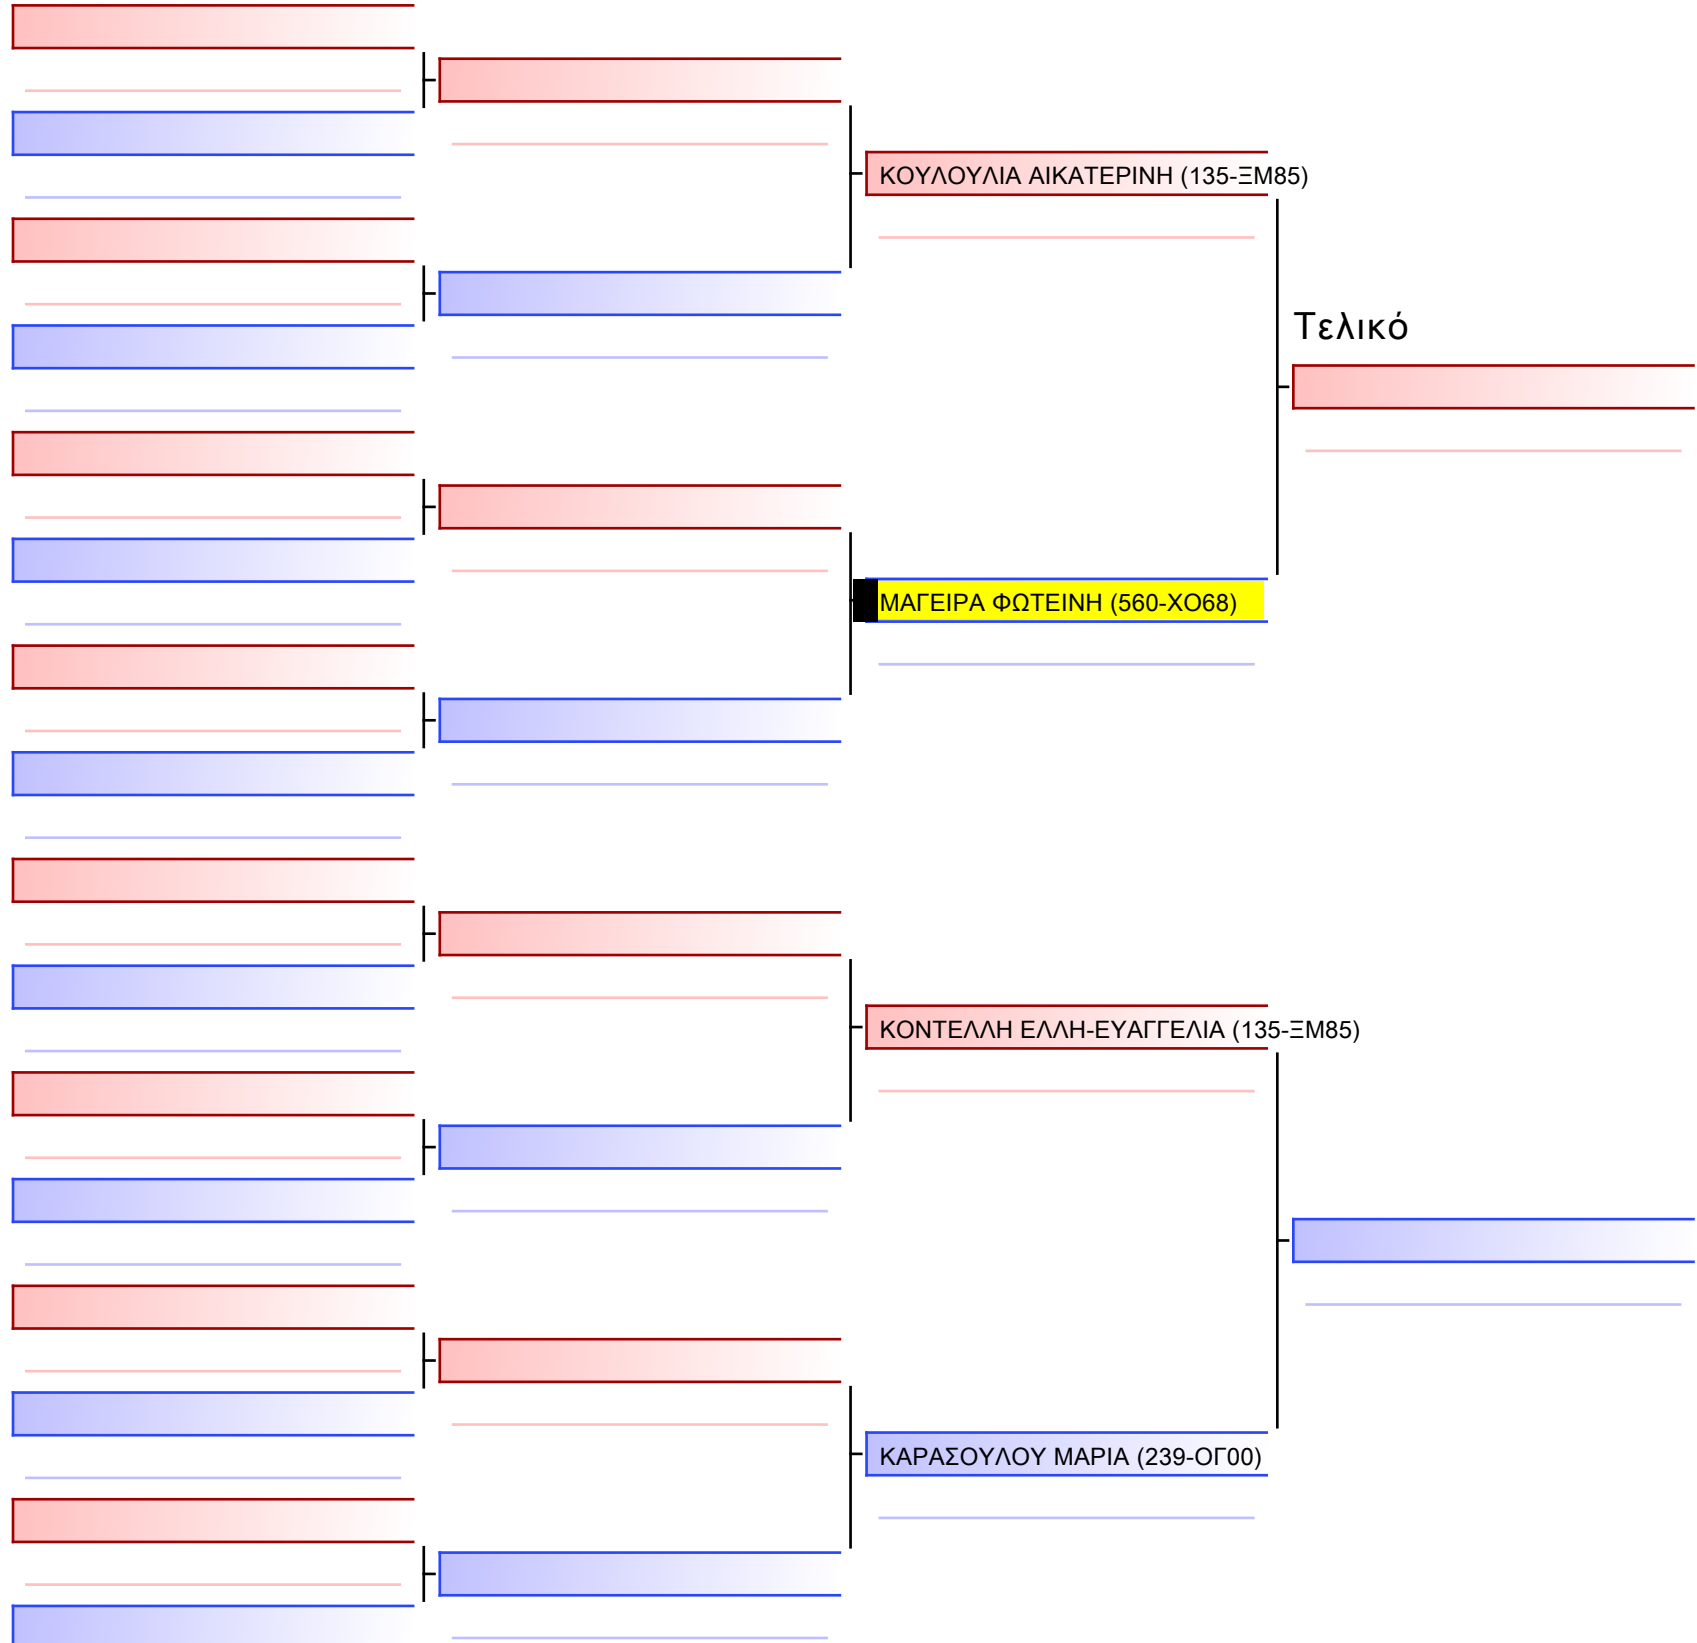 ΚΟΥΛΟΥΛΙΑ ΑΙΚΑΤΕΡΙΝΗ (135-ΞΜ85)
Τελικό
ΜΑΓΕΙΡΑ ΦΩΤΕΙΝΗ (560-ΧΟ68)
ΚΟΝΤΕΛΛΗ ΕΛΛΗ-ΕΥΑΓΓΕΛΙΑ (135-ΞΜ85)
ΚΑΡΑΣΟΥΛΟΥ ΜΑΡΙΑ (239-ΟΓ00)